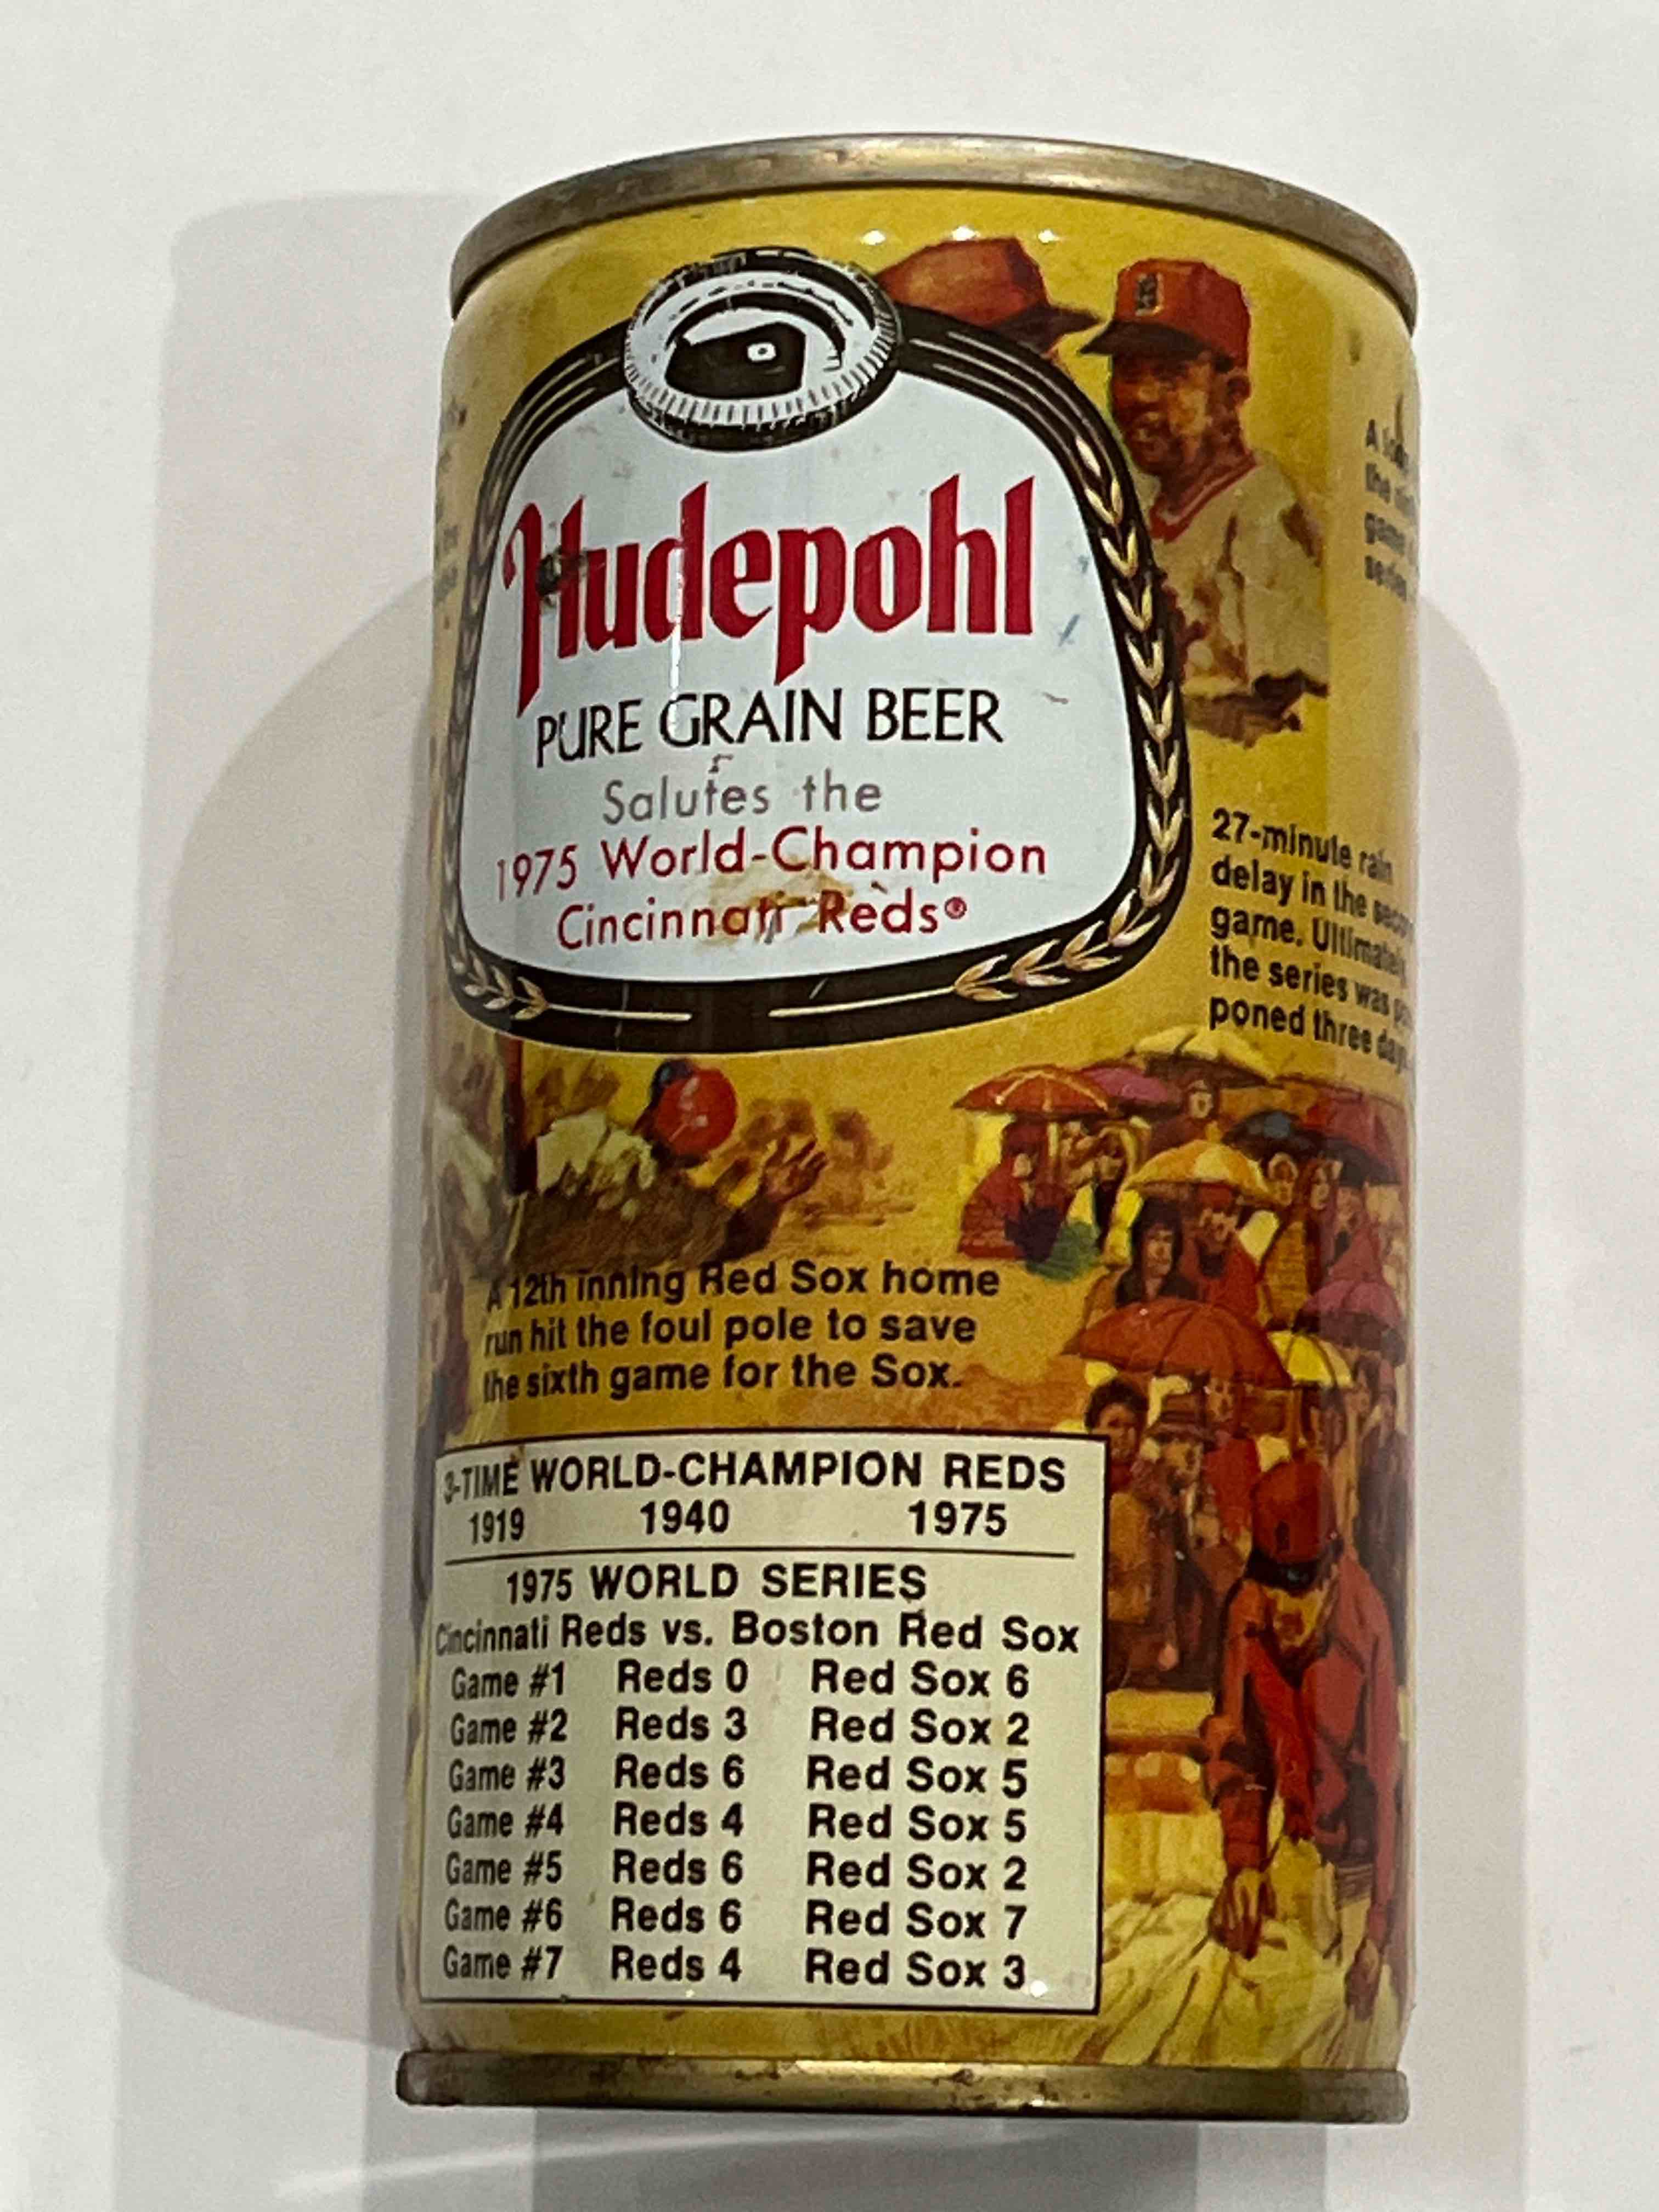 Hudepohl
PURE GRAIN BEER
Salutes the
1975 World-Champion
Cincinnati Reds®
A
the
game
series
27-minute rain
delay in the
game. Ultimately
the series was
poned three days.
A 12th inning Red Sox home
run hit the foul pole to save
the sixth game for the Sox.
3-TIME WORLD-CHAMPION REDS
1919 1940 1975
1975 WORLD SERIES
Cincinnati Reds vs. Boston Red Sox
Game #1 Reds 0 Red Sox 6
Game #2 Reds 3 Red Sox 2
Game #3 Reds 6 Red Sox 5
Game #4 Reds 4 Red Sox 5
Game #5 Reds 6 Red Sox 2
Game #6 Reds 6 Red Sox 7
Game #7 Reds 4 Red Sox 3